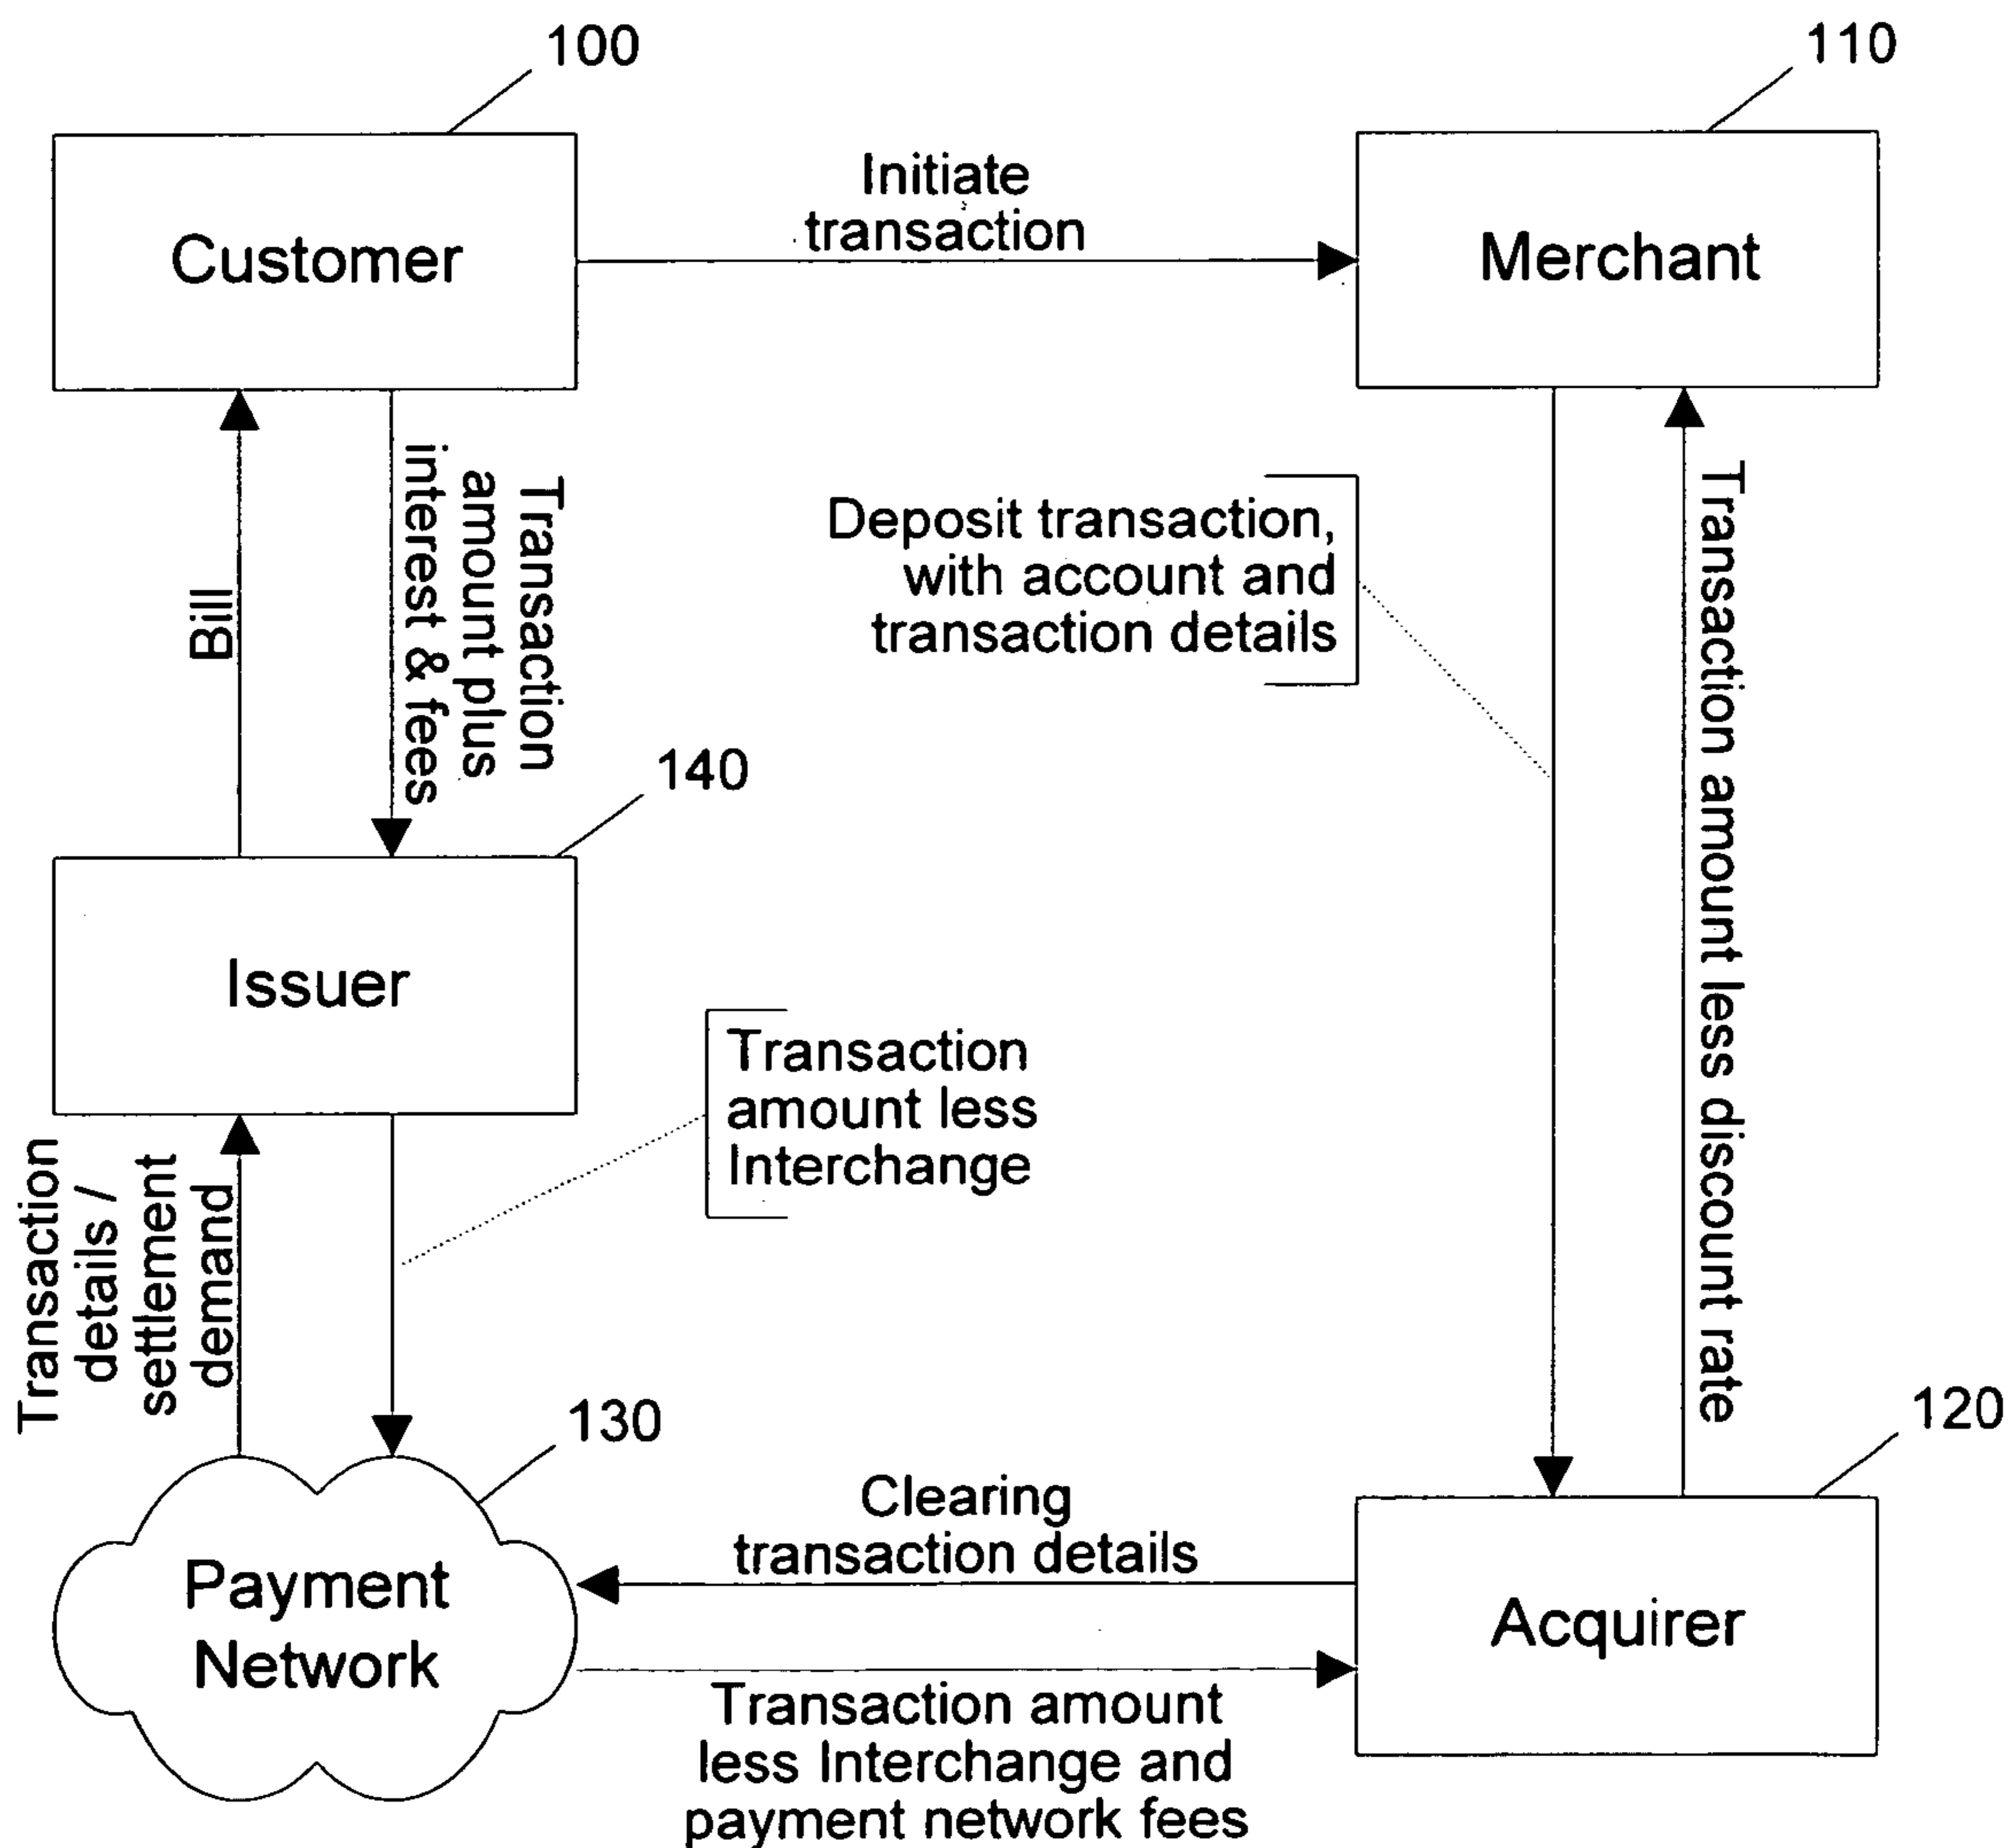 100
110
Customer
Initiate
transaction
Merchant
Bill
Transaction
amount plus
interest & fees
Deposit transaction,
with account and
transaction details
Transaction amount less discount rate
140
Issuer
Transaction
amount less
Interchange
Transaction
details /
settlement
demand
130
120
Payment
Network
Clearing
transaction details
Acquirer
Transaction amount
less Interchange and
payment network fees